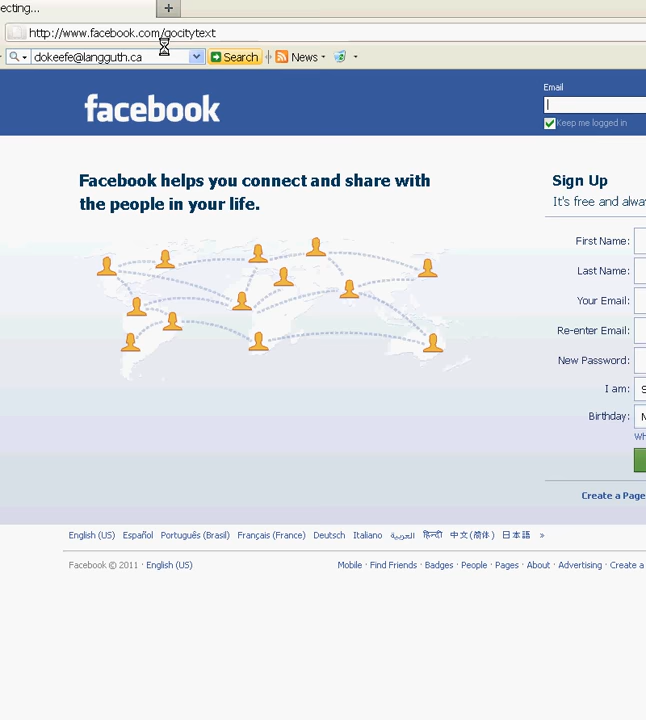 ecting...
http://www.facebook.com/gocitytext
dokeefe@langguth.ca Search News
facebook
Email
Keep me logged in
Facebook helps you connect and share with
the people in your life.
Sign Up
It's free and alwa
First Name:
Last Name:
Your Email:
Re-enter Email:
New Password:
I am:
Birthday:
Wh
Create a Page
English (US) Español Português (Brasil) Français (France) Deutsch Italiano العربية हिन्दी 中文(简体) 日本語 »
Facebook © 2011 · English (US)
Mobile · Find Friends · Badges · People · Pages · About · Advertising · Create a